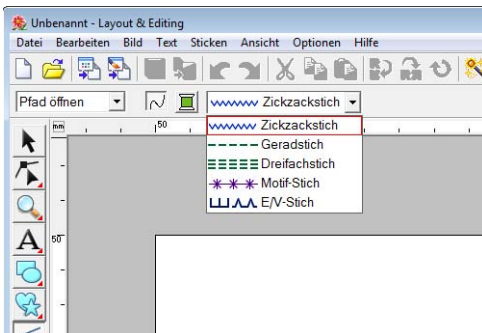 Unbenannt - Layout & Editing
Datei Bearbeiten Bild Text Sticken Ansicht Optionen Hilfe
Pfad öffnen Zickzackstich
mm 50
Zickzackstich
Geradstich
Dreifachstich
Motif-Stich
E/V-Stich
A 50